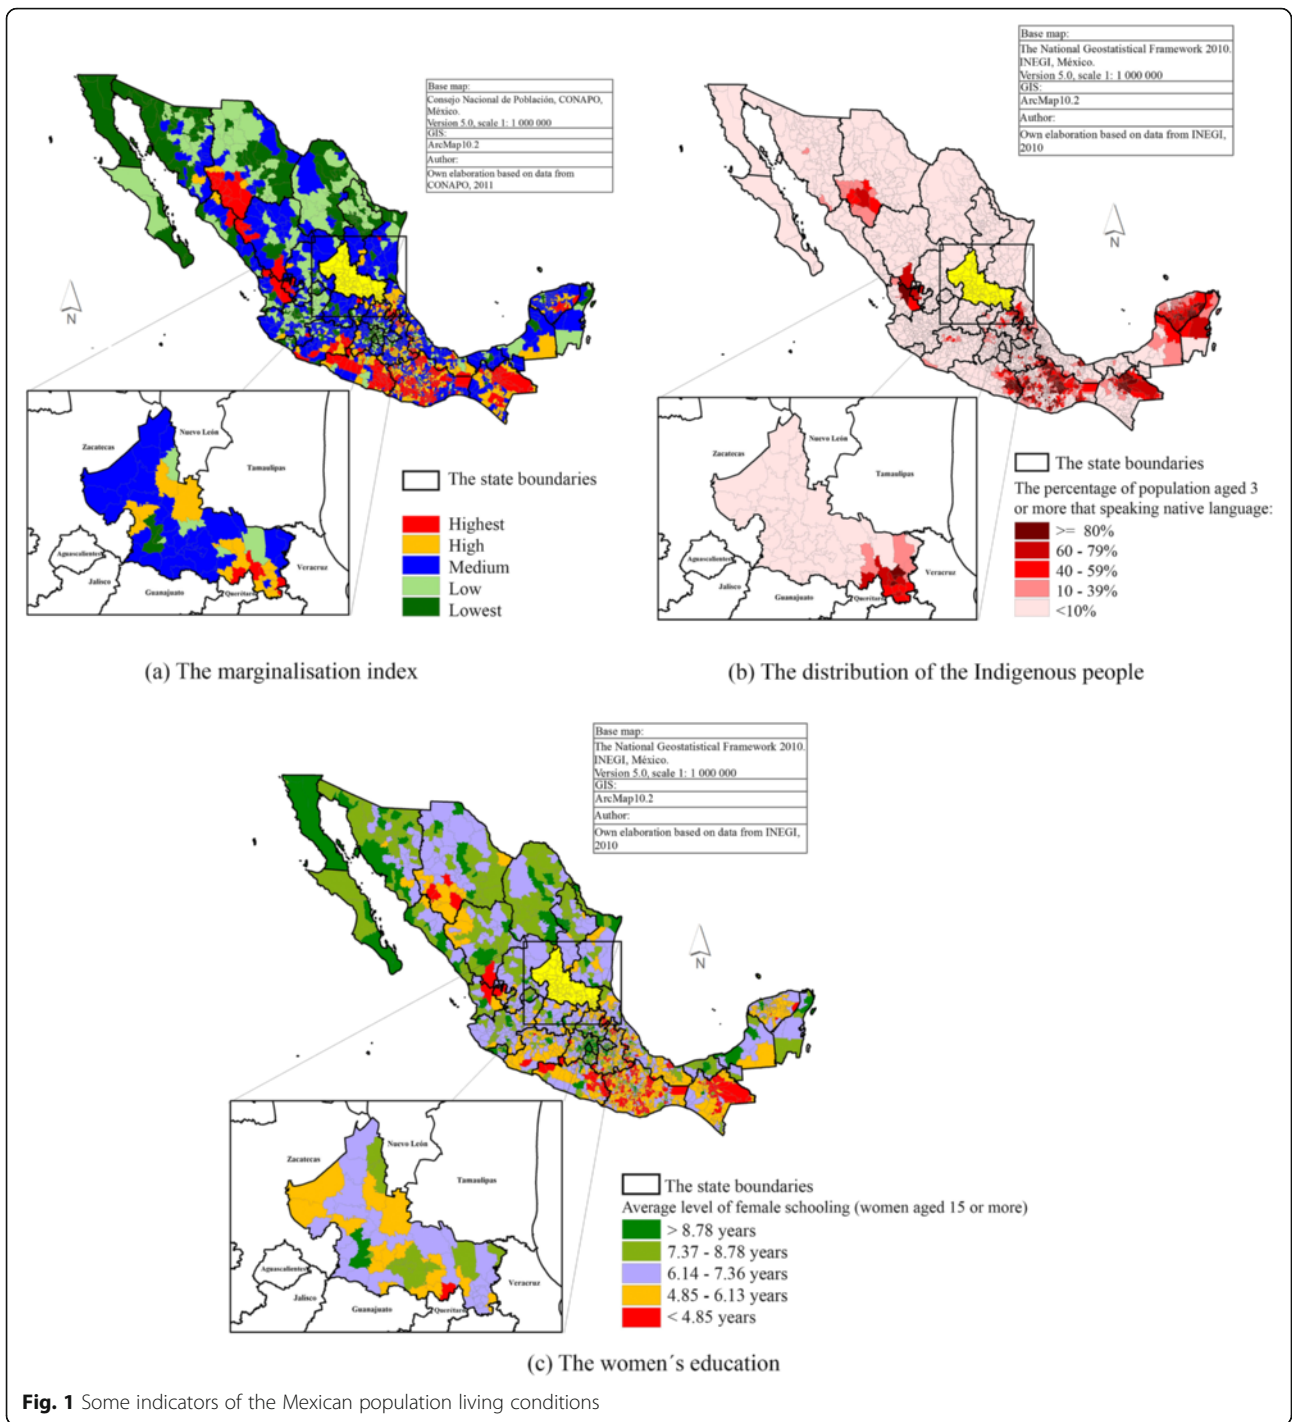 Base map:
Consejo Nacional de Población, CONAPO,
México.
Version 5.0, scale 1: 1 000 000
GIS:
ArcMap10.2
Author:
Own elaboration based on data from
CONAPO, 2011
N
Zacatecas
Nuevo León
Tamaulipas
Aguascalientes
Jalisco
Guanajuato
Querétaro
Veracruz
The state boundaries
Highest
High
Medium
Low
Lowest
(a) The marginalisation index
Base map:
The National Geostatistical Framework 2010.
INEGI, México.
Version 5.0, scale 1: 1 000 000
GIS:
ArcMap10.2
Author:
Own elaboration based on data from INEGI,
2010
N
Zacatecas
Nuevo León
Tamaulipas
Aguascalientes
Jalisco
Guanajuato
Querétaro
Veracruz
The state boundaries
The percentage of population aged 3
or more that speaking native language:
>= 80%
60 - 79%
40 - 59%
10 - 39%
<10%
(b) The distribution of the Indigenous people
Base map:
The National Geostatistical Framework 2010.
INEGI, México.
Version 5.0, scale 1: 1 000 000
GIS:
ArcMap10.2
Author:
Own elaboration based on data from INEGI,
2010
N
Zacatecas
Nuevo León
Tamaulipas
Aguascalientes
Jalisco
Guanajuato
Querétaro
Veracruz
The state boundaries
Average level of female schooling (women aged 15 or more)
> 8.78 years
7.37 - 8.78 years
6.14 - 7.36 years
4.85 - 6.13 years
< 4.85 years
(c) The women´s education
Fig. 1 Some indicators of the Mexican population living conditions